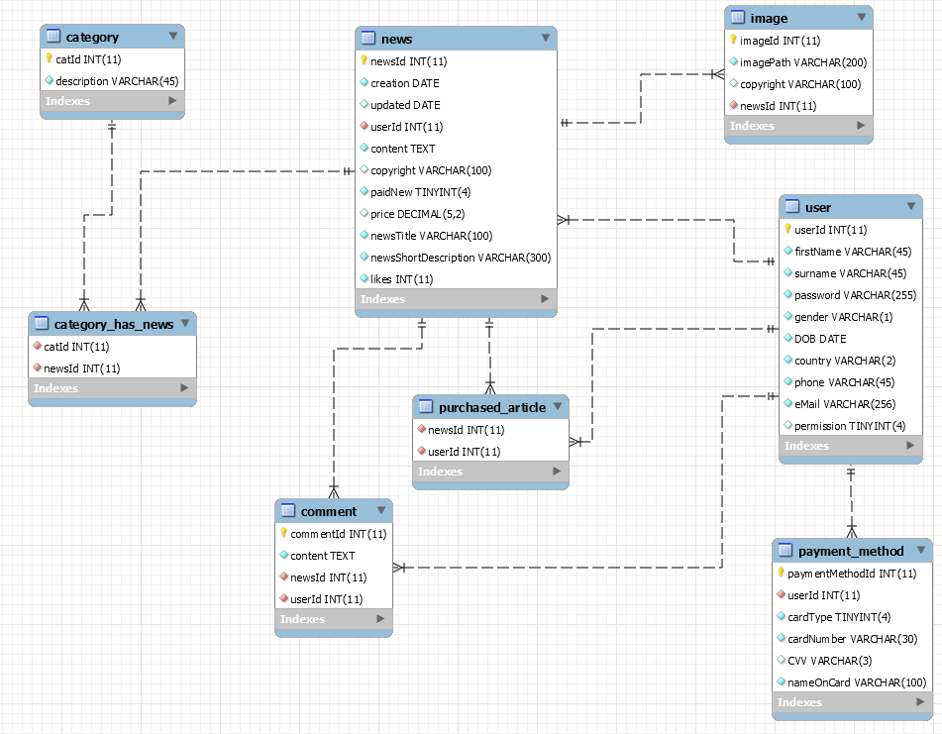 category
catId INT(11)
description VARCHAR(45)
Indexes
news
newsId INT(11)
creation DATE
updated DATE
userId INT(11)
content TEXT
copyright VARCHAR(100)
paidNew TINYINT(4)
price DECIMAL(5,2)
newsTitle VARCHAR(100)
newsShortDescription VARCHAR(300)
likes INT(11)
Indexes
image
imageId INT(11)
imagePath VARCHAR(200)
copyright VARCHAR(100)
newsId INT(11)
Indexes
user
userId INT(11)
firstName VARCHAR(45)
surname VARCHAR(45)
password VARCHAR(255)
gender VARCHAR(1)
DOB DATE
country VARCHAR(2)
phone VARCHAR(45)
eMail VARCHAR(256)
permission TINYINT(4)
Indexes
category_has_news
catId INT(11)
newsId INT(11)
Indexes
purchased_article
newsId INT(11)
userId INT(11)
Indexes
comment
commentId INT(11)
content TEXT
newsId INT(11)
userId INT(11)
Indexes
payment_method
paymentMethodId INT(11)
userId INT(11)
cardType TINYINT(4)
cardNumber VARCHAR(30)
CVV VARCHAR(3)
nameOnCard VARCHAR(100)
Indexes